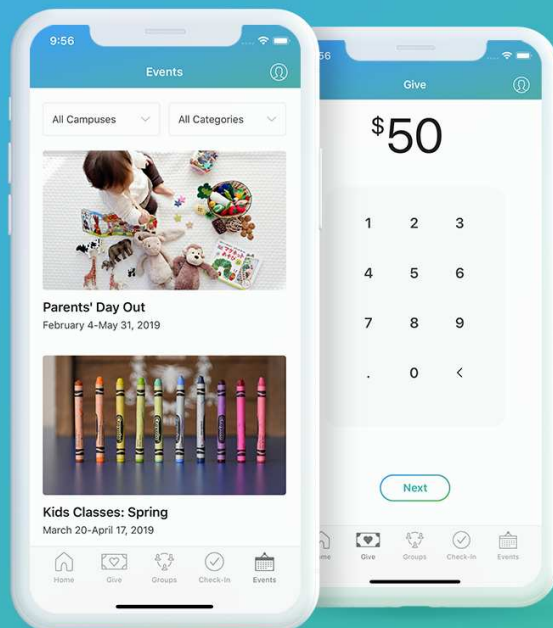 9:56
Events
All Campuses
All Categories
Parents' Day Out
February 4-May 31, 2019
Kids Classes: Spring
March 20-April 17, 2019
Home
Give
Groups
Check-In
Events
56
Give
$50
1 2 3
4 5 6
7 8 9
. 0 <
Next
me
Give
Groups
Check-In
Events